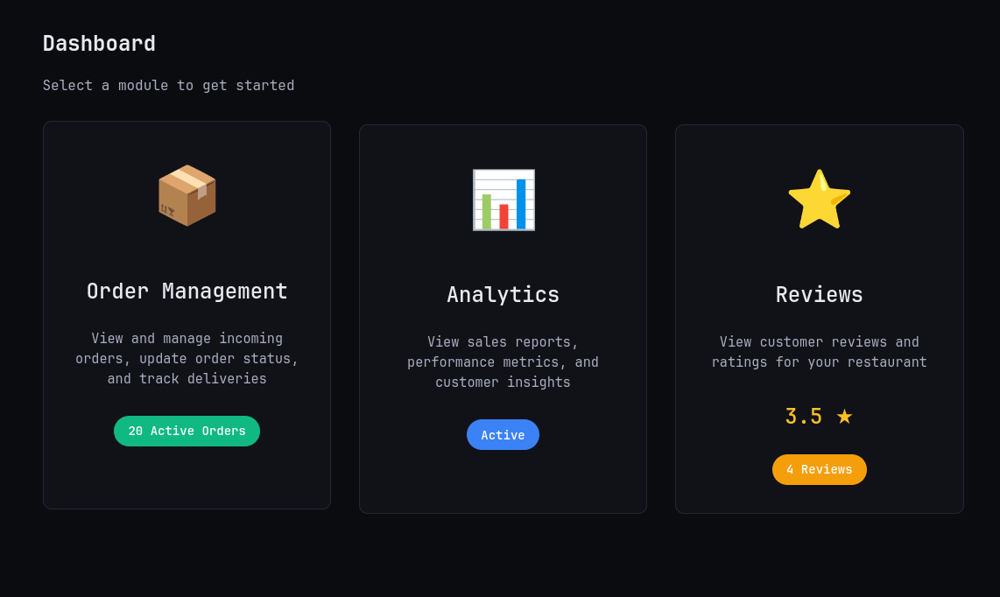 Dashboard
Select a module to get started
Order Management
View and manage incoming
orders, update order status,
and track deliveries
20 Active Orders
Analytics
View sales reports,
performance metrics, and
customer insights
Active
Reviews
View customer reviews and
ratings for your restaurant
3.5 ★
4 Reviews